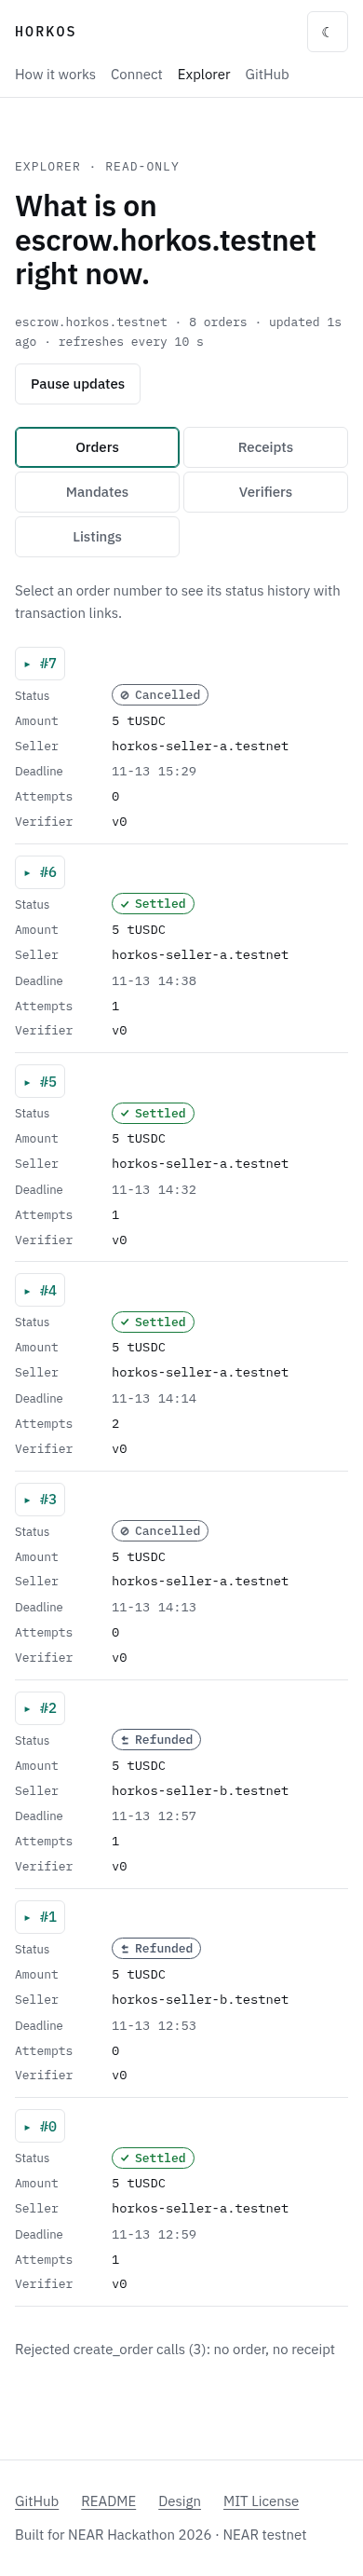 HORKOS
How it works Connect Explorer GitHub
EXPLORER · READ-ONLY
What is on
escrow.horkos.testnet
right now.
escrow.horkos.testnet · 8 orders · updated 1s
ago · refreshes every 10 s
Pause updates
Orders Receipts
Mandates Verifiers
Listings
Select an order number to see its status history with
transaction links.
▸ #7
Status Cancelled
Amount 5 tUSDC
Seller horkos-seller-a.testnet
Deadline 11-13 15:29
Attempts 0
Verifier v0
▸ #6
Status Settled
Amount 5 tUSDC
Seller horkos-seller-a.testnet
Deadline 11-13 14:38
Attempts 1
Verifier v0
▸ #5
Status Settled
Amount 5 tUSDC
Seller horkos-seller-a.testnet
Deadline 11-13 14:32
Attempts 1
Verifier v0
▸ #4
Status Settled
Amount 5 tUSDC
Seller horkos-seller-a.testnet
Deadline 11-13 14:14
Attempts 2
Verifier v0
▸ #3
Status Cancelled
Amount 5 tUSDC
Seller horkos-seller-a.testnet
Deadline 11-13 14:13
Attempts 0
Verifier v0
▸ #2
Status Refunded
Amount 5 tUSDC
Seller horkos-seller-b.testnet
Deadline 11-13 12:57
Attempts 1
Verifier v0
▸ #1
Status Refunded
Amount 5 tUSDC
Seller horkos-seller-b.testnet
Deadline 11-13 12:53
Attempts 0
Verifier v0
▸ #0
Status Settled
Amount 5 tUSDC
Seller horkos-seller-a.testnet
Deadline 11-13 12:59
Attempts 1
Verifier v0
Rejected create_order calls (3): no order, no receipt
GitHub README Design MIT License
Built for NEAR Hackathon 2026 · NEAR testnet